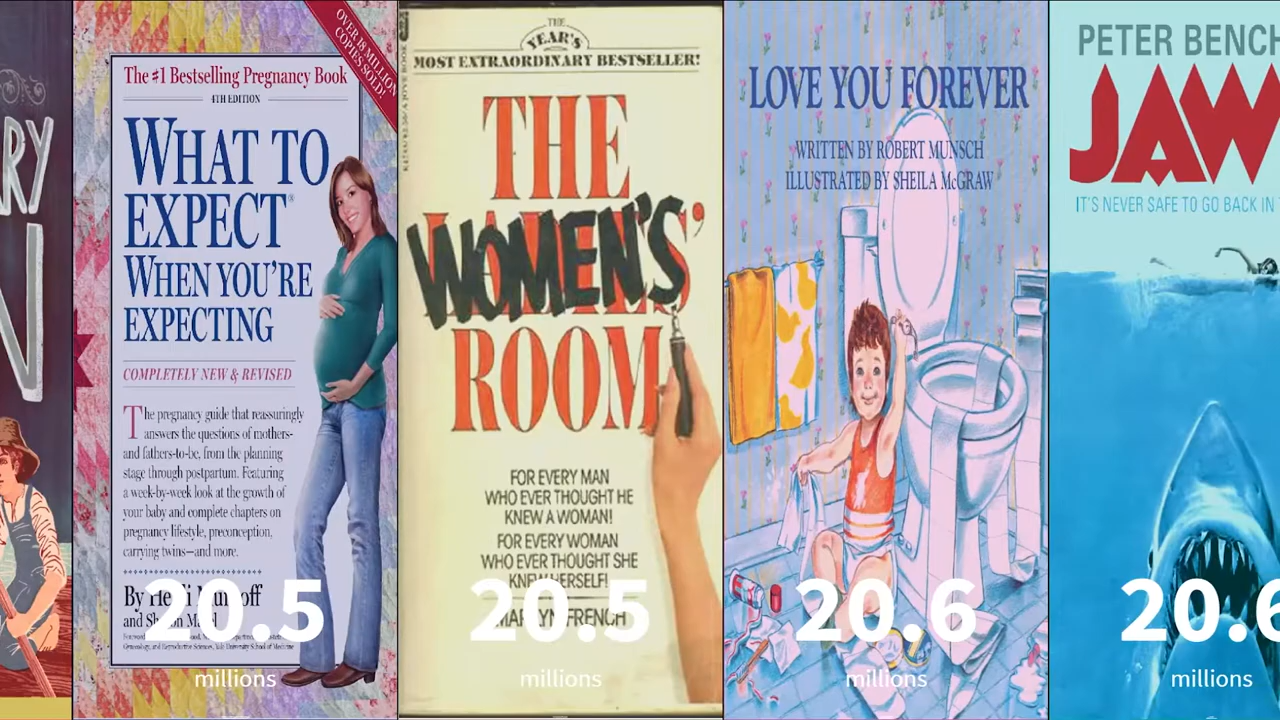 RY
N
OVER 18 MILLION
COPIES SOLD!
The #1 Bestselling Pregnancy Book
4TH EDITION
WHAT TO
EXPECT®
WHEN YOU'RE
EXPECTING
COMPLETELY NEW & REVISED
The pregnancy guide that reassuringly
answers the questions of mothers-
and fathers-to-be, from the planning
stage through postpartum. Featuring
a week-by-week look at the growth of
your baby and complete chapters on
pregnancy lifestyle, preconception,
carrying twins—and more.
By
and
20.5
millions
THE
YEAR'S
MOST EXTRAORDINARY BESTSELLER!
THE
WOMEN'S
ROOM
FOR EVERY MAN
WHO EVER THOUGHT HE
KNEW A WOMAN!
FOR EVERY WOMAN
WHO EVER THOUGHT SHE
KNEW HERSELF!
MARILYN FRENCH
20.5
millions
LOVE YOU FOREVER
WRITTEN BY ROBERT MUNSCH
ILLUSTRATED BY SHEILA McGRAW
20.6
millions
PETER BENCH
JAW
IT'S NEVER SAFE TO GO BACK IN
20.6
millions